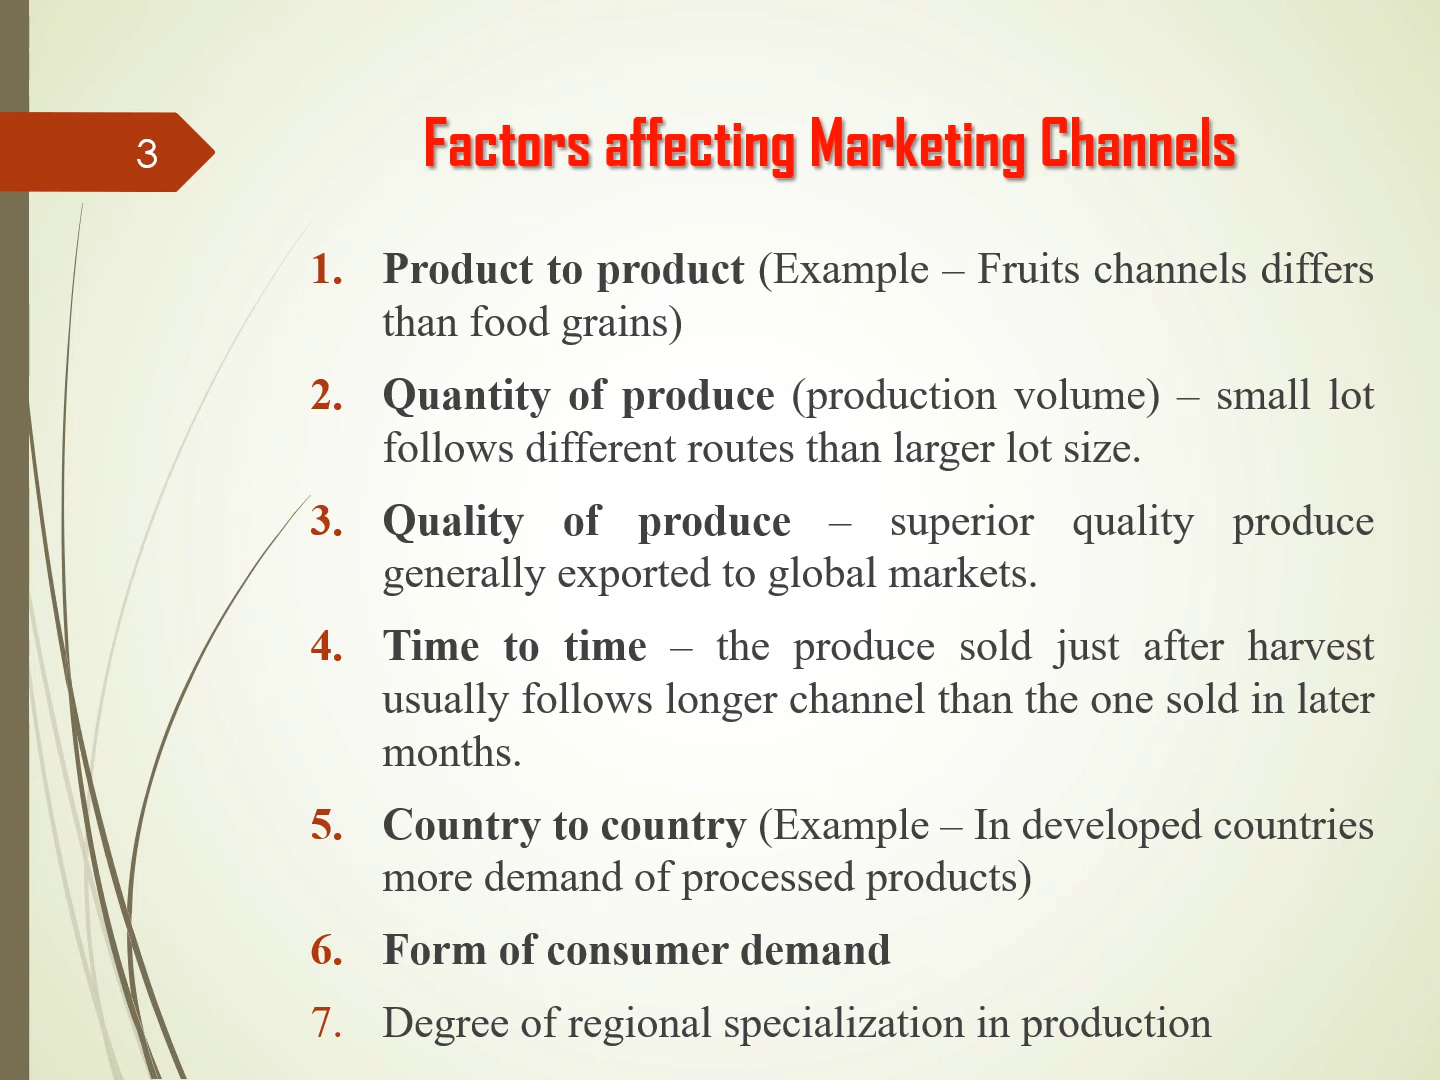 3
Factors affecting Marketing Channels
1. Product to product (Example – Fruits channels differs
than food grains)
2. Quantity of produce (production volume) – small lot
follows different routes than larger lot size.
3. Quality of produce – superior quality produce
generally exported to global markets.
4. Time to time – the produce sold just after harvest
usually follows longer channel than the one sold in later
months.
5. Country to country (Example – In developed countries
more demand of processed products)
6. Form of consumer demand
7. Degree of regional specialization in production